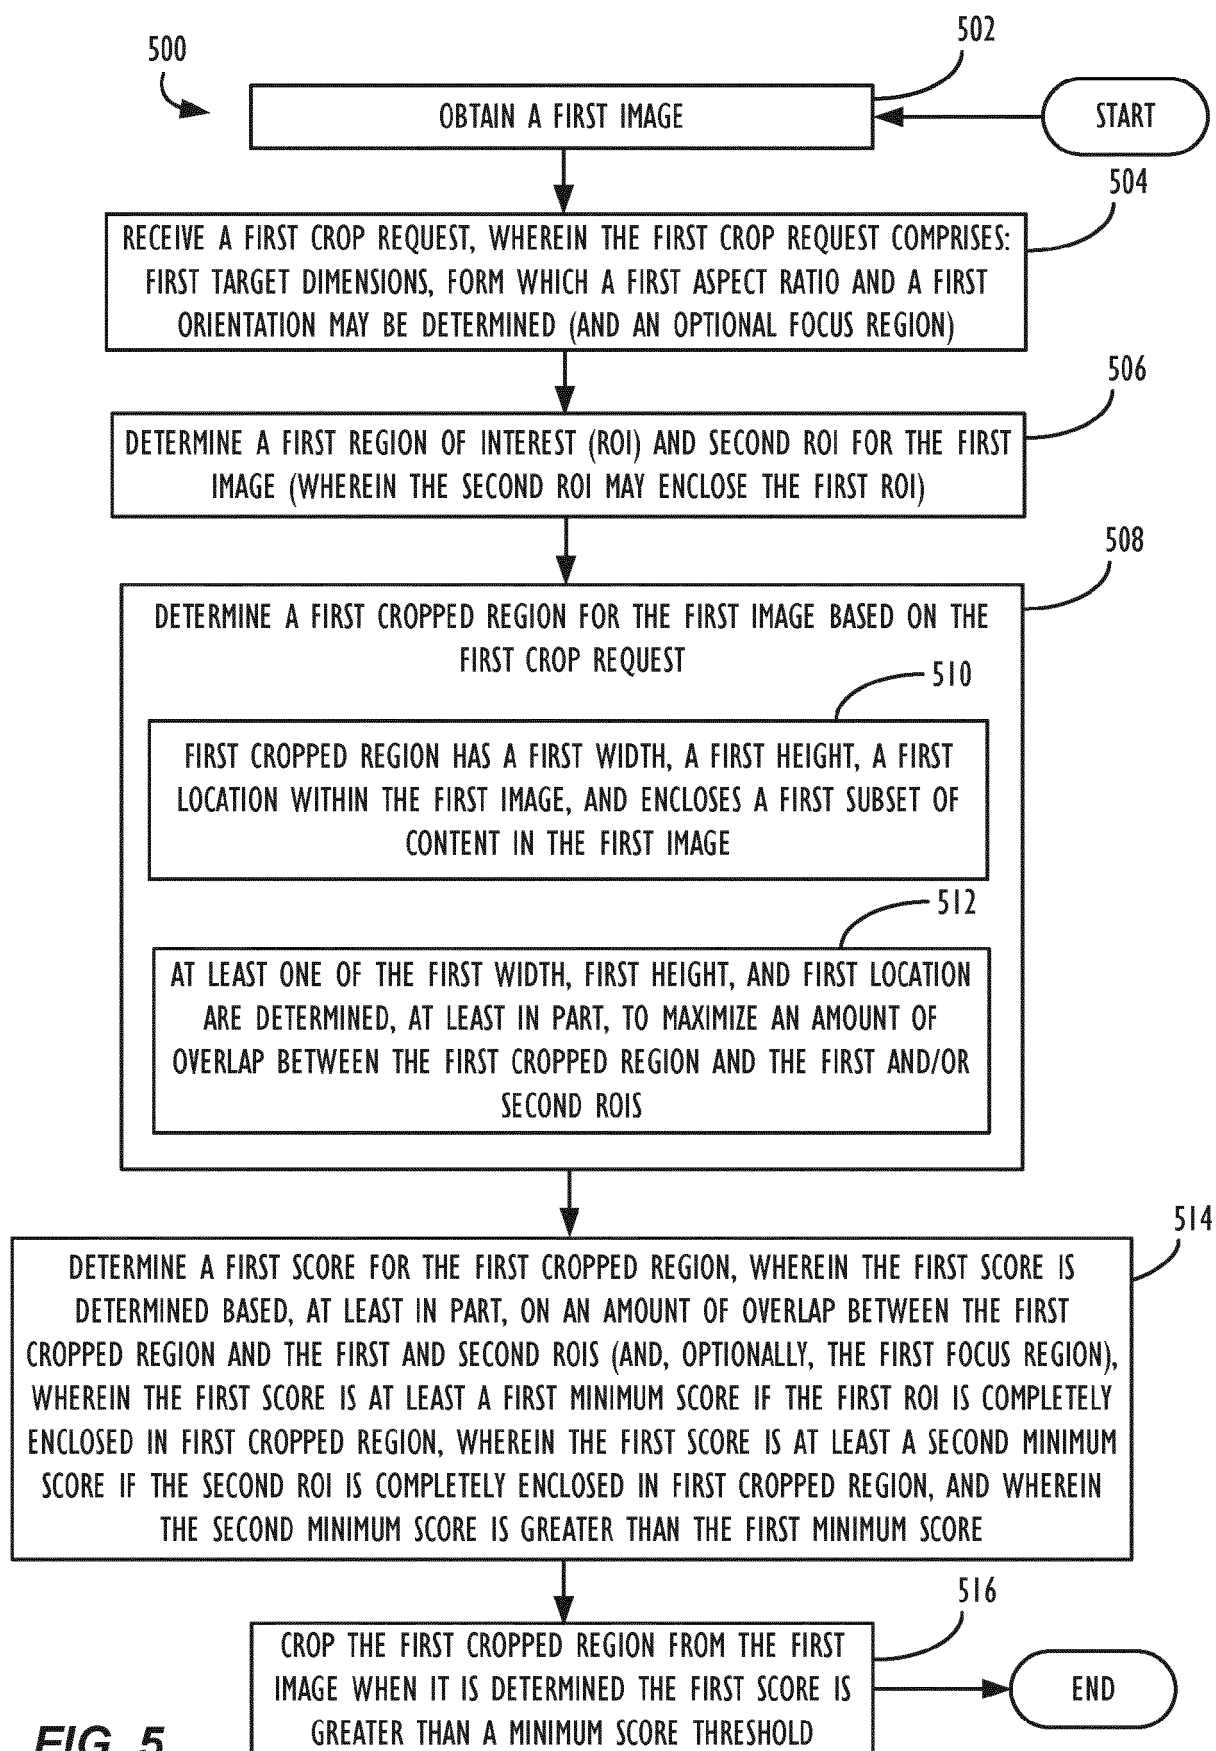 500
502
OBTAIN A FIRST IMAGE
START
504
RECEIVE A FIRST CROP REQUEST, WHEREIN THE FIRST CROP REQUEST COMPRISES:
FIRST TARGET DIMENSIONS, FORM WHICH A FIRST ASPECT RATIO AND A FIRST
ORIENTATION MAY BE DETERMINED (AND AN OPTIONAL FOCUS REGION)
506
DETERMINE A FIRST REGION OF INTEREST (ROI) AND SECOND ROI FOR THE FIRST
IMAGE (WHEREIN THE SECOND ROI MAY ENCLOSE THE FIRST ROI)
508
DETERMINE A FIRST CROPPED REGION FOR THE FIRST IMAGE BASED ON THE
FIRST CROP REQUEST
510
FIRST CROPPED REGION HAS A FIRST WIDTH, A FIRST HEIGHT, A FIRST
LOCATION WITHIN THE FIRST IMAGE, AND ENCLOSES A FIRST SUBSET OF
CONTENT IN THE FIRST IMAGE
512
AT LEAST ONE OF THE FIRST WIDTH, FIRST HEIGHT, AND FIRST LOCATION
ARE DETERMINED, AT LEAST IN PART, TO MAXIMIZE AN AMOUNT OF
OVERLAP BETWEEN THE FIRST CROPPED REGION AND THE FIRST AND/OR
SECOND ROIS
514
DETERMINE A FIRST SCORE FOR THE FIRST CROPPED REGION, WHEREIN THE FIRST SCORE IS
DETERMINED BASED, AT LEAST IN PART, ON AN AMOUNT OF OVERLAP BETWEEN THE FIRST
CROPPED REGION AND THE FIRST AND SECOND ROIS (AND, OPTIONALLY, THE FIRST FOCUS REGION),
WHEREIN THE FIRST SCORE IS AT LEAST A FIRST MINIMUM SCORE IF THE FIRST ROI IS COMPLETELY
ENCLOSED IN FIRST CROPPED REGION, WHEREIN THE FIRST SCORE IS AT LEAST A SECOND MINIMUM
SCORE IF THE SECOND ROI IS COMPLETELY ENCLOSED IN FIRST CROPPED REGION, AND WHEREIN
THE SECOND MINIMUM SCORE IS GREATER THAN THE FIRST MINIMUM SCORE
516
CROP THE FIRST CROPPED REGION FROM THE FIRST
IMAGE WHEN IT IS DETERMINED THE FIRST SCORE IS
GREATER THAN A MINIMUM SCORE THRESHOLD
END
FIG. 5